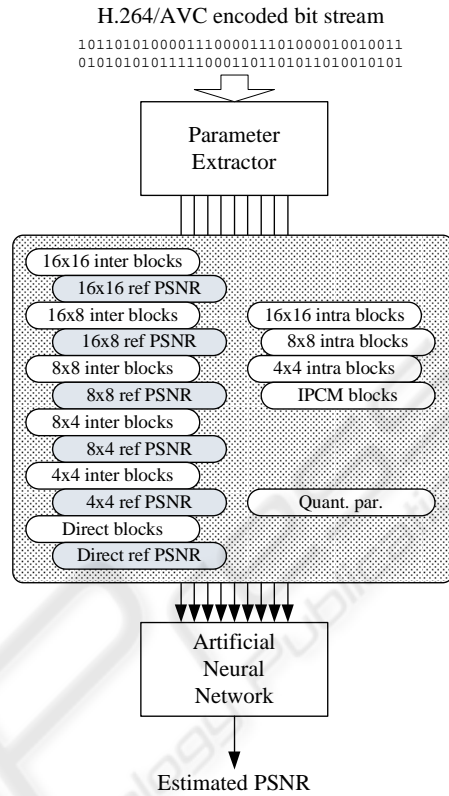 H.264/AVC encoded bit stream
101101010000111000011101000010010011
010101010111110001101101011010010101
Parameter
Extractor
16x16 inter blocks
16x16 ref PSNR
16x8 inter blocks
16x8 ref PSNR
8x8 inter blocks
8x8 ref PSNR
8x4 inter blocks
8x4 ref PSNR
4x4 inter blocks
4x4 ref PSNR
Direct blocks
Direct ref PSNR
16x16 intra blocks
8x8 intra blocks
4x4 intra blocks
IPCM blocks
Quant. par.
Artificial
Neural
Network
Estimated PSNR